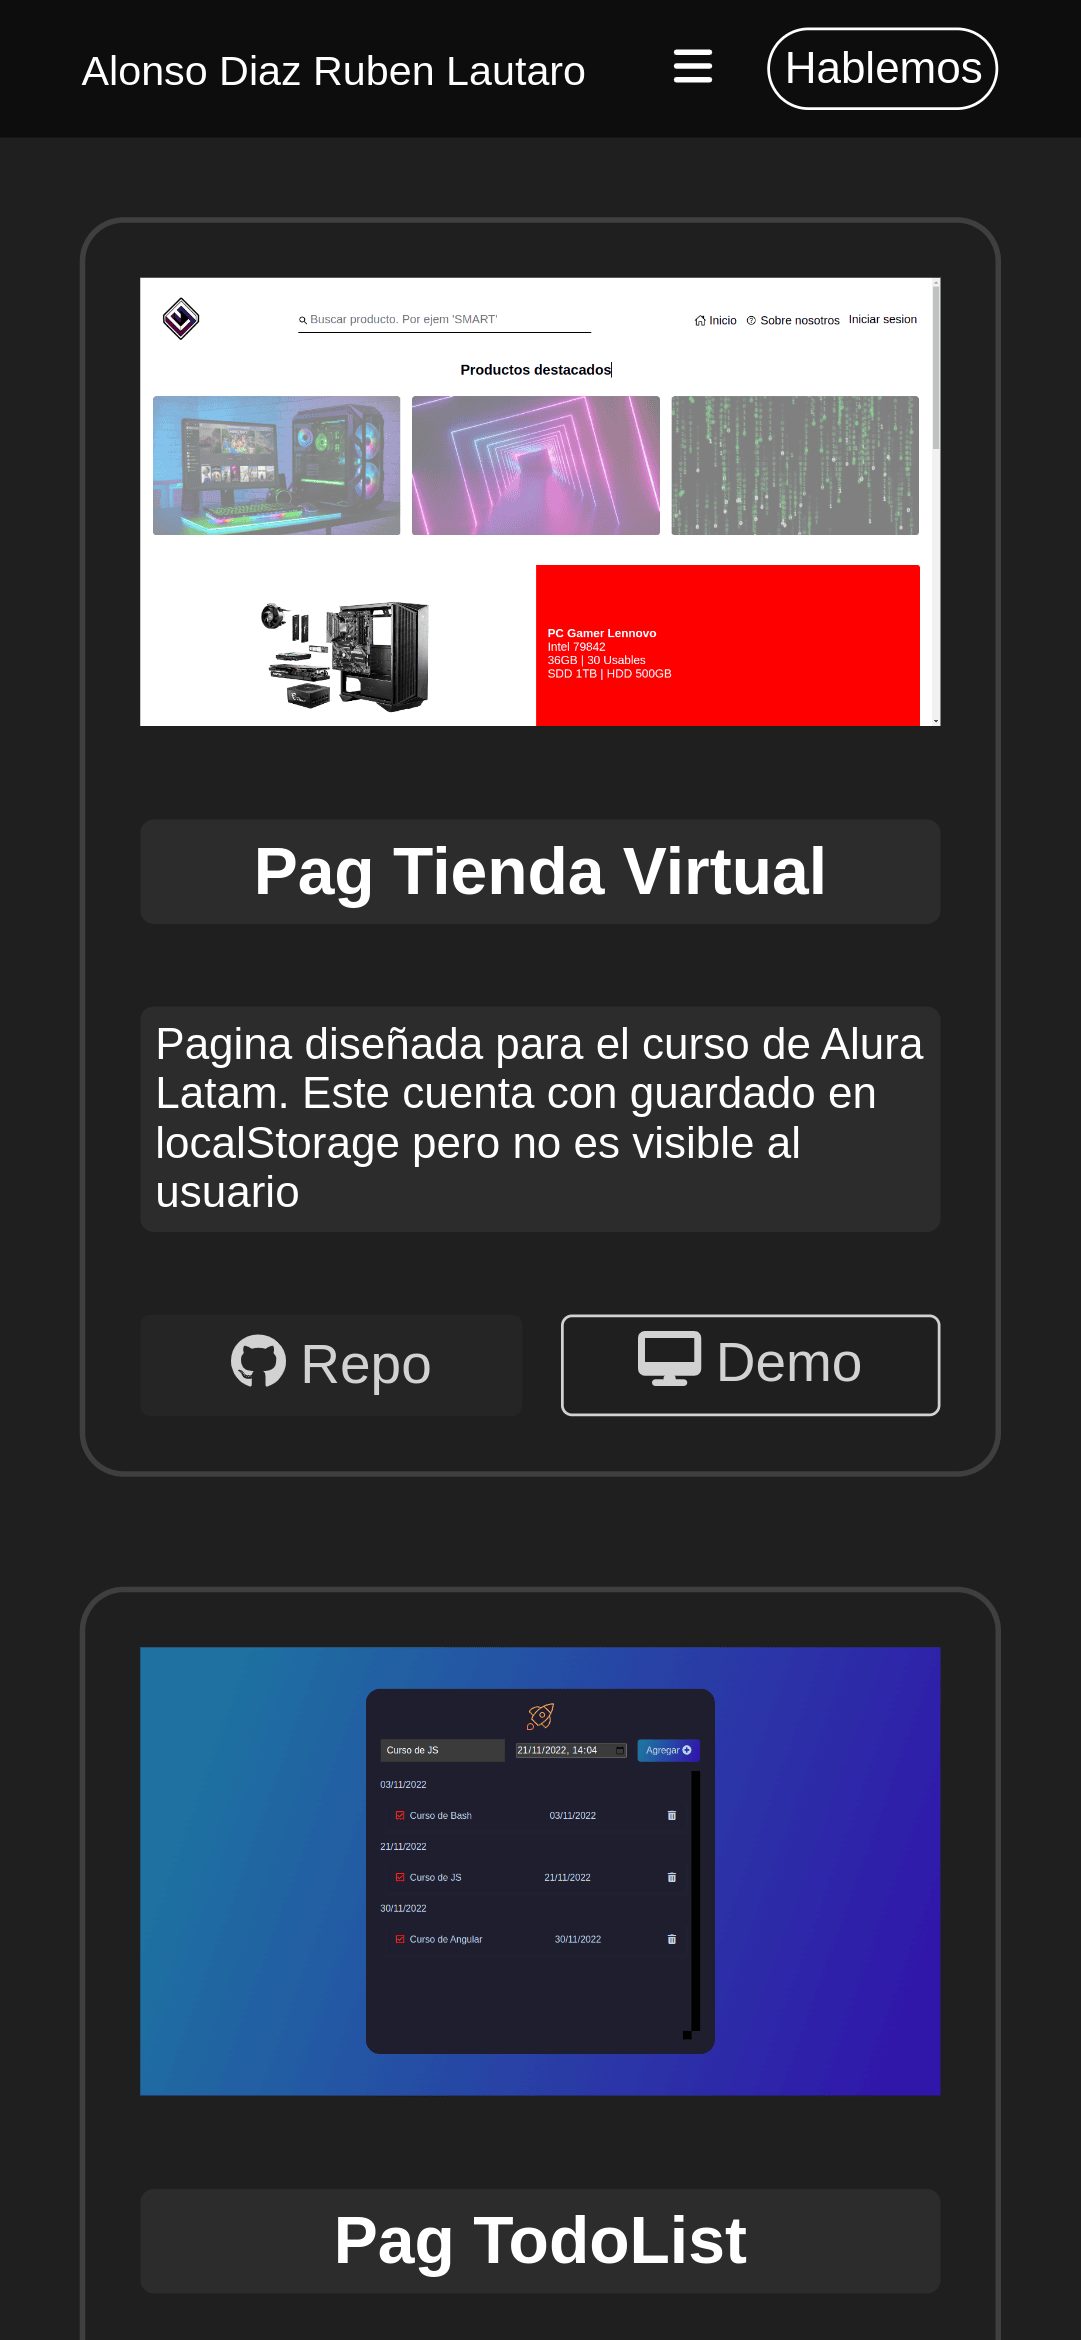 Alonso Diaz Ruben Lautaro
Hablemos
Buscar producto. Por ejem 'SMART'
Inicio
Sobre nosotros
Iniciar sesion
Productos destacados
PC Gamer Lennovo
Intel 79842
36GB | 30 Usables
SDD 1TB | HDD 500GB
Pag Tienda Virtual
Pagina diseñada para el curso de Alura
Latam. Este cuenta con guardado en
localStorage pero no es visible al
usuario
Repo
Demo
Curso de JS
21/11/2022, 14:04
Agregar
03/11/2022
Curso de Bash
03/11/2022
21/11/2022
Curso de JS
21/11/2022
30/11/2022
Curso de Angular
30/11/2022
Pag TodoList